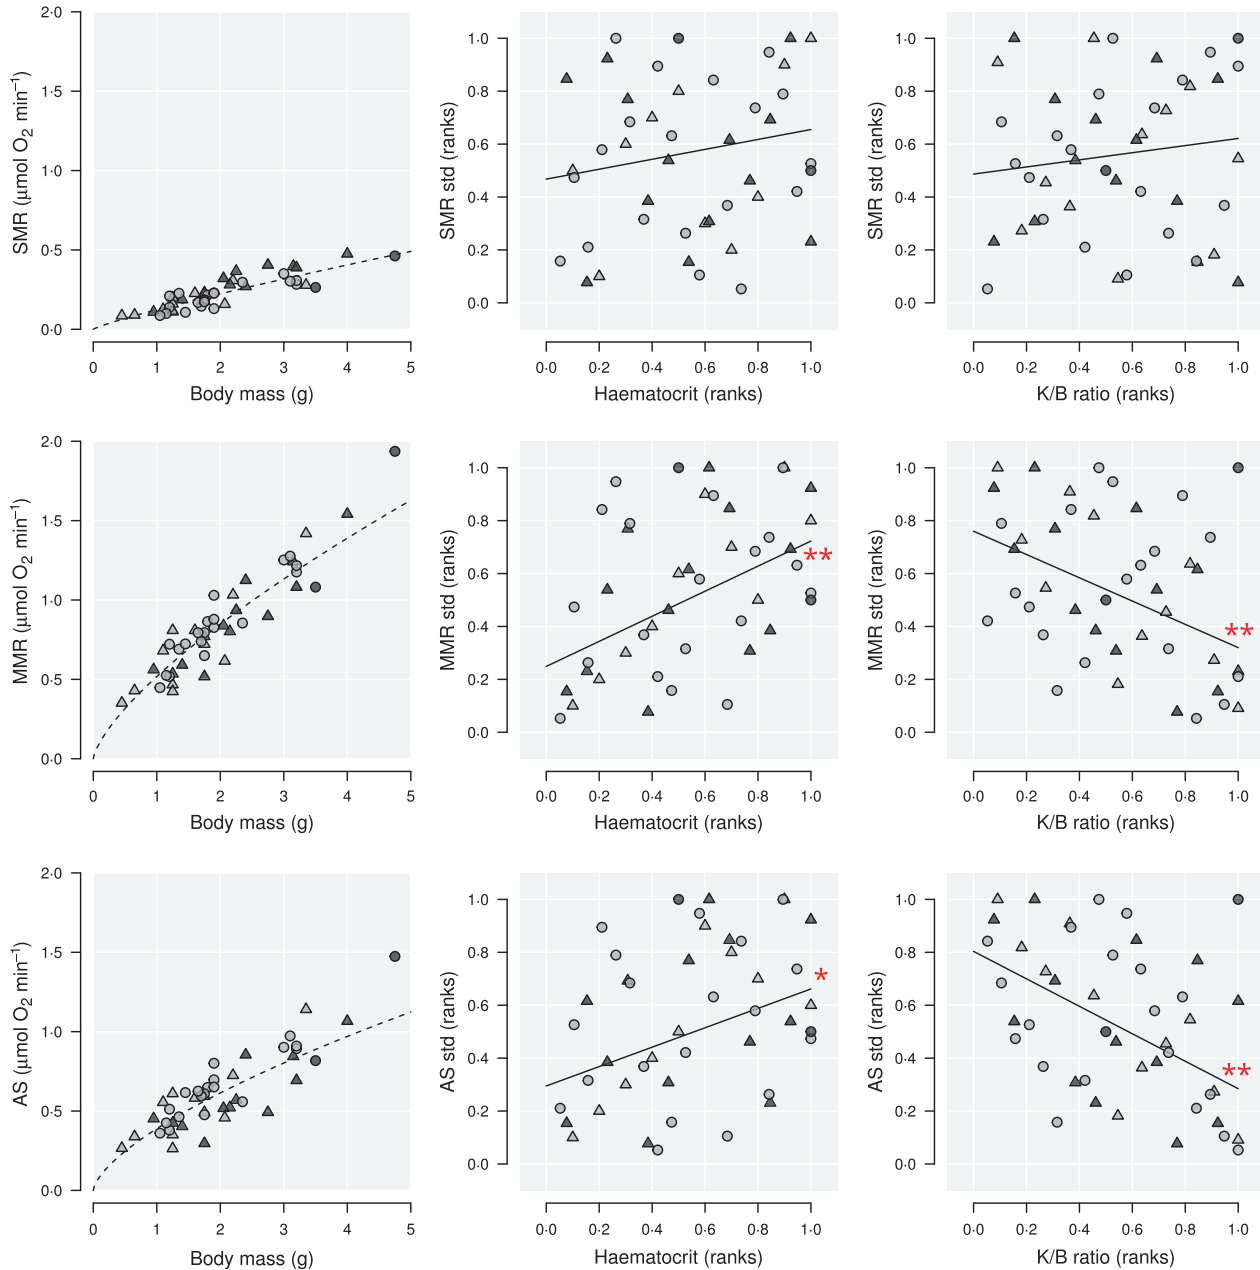 2·0
1·5
1·0
0·5
0·0
SMR (μmol O₂ min⁻¹)
0 1 2 3 4 5
Body mass (g)
1·0
0·8
0·6
0·4
0·2
0·0
SMR std (ranks)
0·0 0·2 0·4 0·6 0·8 1·0
Haematocrit (ranks)
1·0
0·8
0·6
0·4
0·2
0·0
SMR std (ranks)
0·0 0·2 0·4 0·6 0·8 1·0
K/B ratio (ranks)
2·0
1·5
1·0
0·5
0·0
MMR (μmol O₂ min⁻¹)
0 1 2 3 4 5
Body mass (g)
1·0
0·8
0·6
0·4
0·2
0·0
MMR std (ranks)
**
0·0 0·2 0·4 0·6 0·8 1·0
Haematocrit (ranks)
1·0
0·8
0·6
0·4
0·2
0·0
MMR std (ranks)
**
0·0 0·2 0·4 0·6 0·8 1·0
K/B ratio (ranks)
2·0
1·5
1·0
0·5
0·0
AS (μmol O₂ min⁻¹)
0 1 2 3 4 5
Body mass (g)
1·0
0·8
0·6
0·4
0·2
0·0
AS std (ranks)
*
0·0 0·2 0·4 0·6 0·8 1·0
Haematocrit (ranks)
1·0
0·8
0·6
0·4
0·2
0·0
AS std (ranks)
**
0·0 0·2 0·4 0·6 0·8 1·0
K/B ratio (ranks)